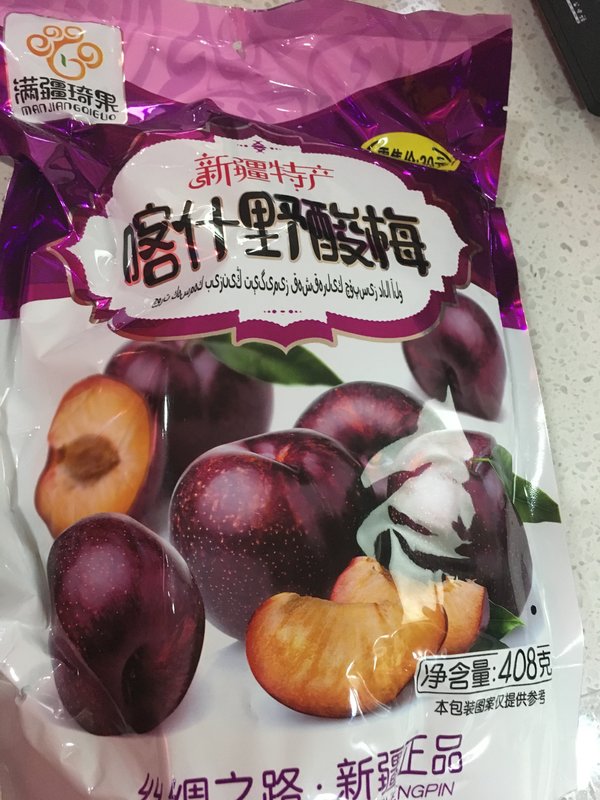 满疆琦果
MANJIANGQIGUO
新疆特产
喀什野酸梅
净含量:408克
本包装图案仅提供参考
丝绸之路·新疆正品
NGPIN